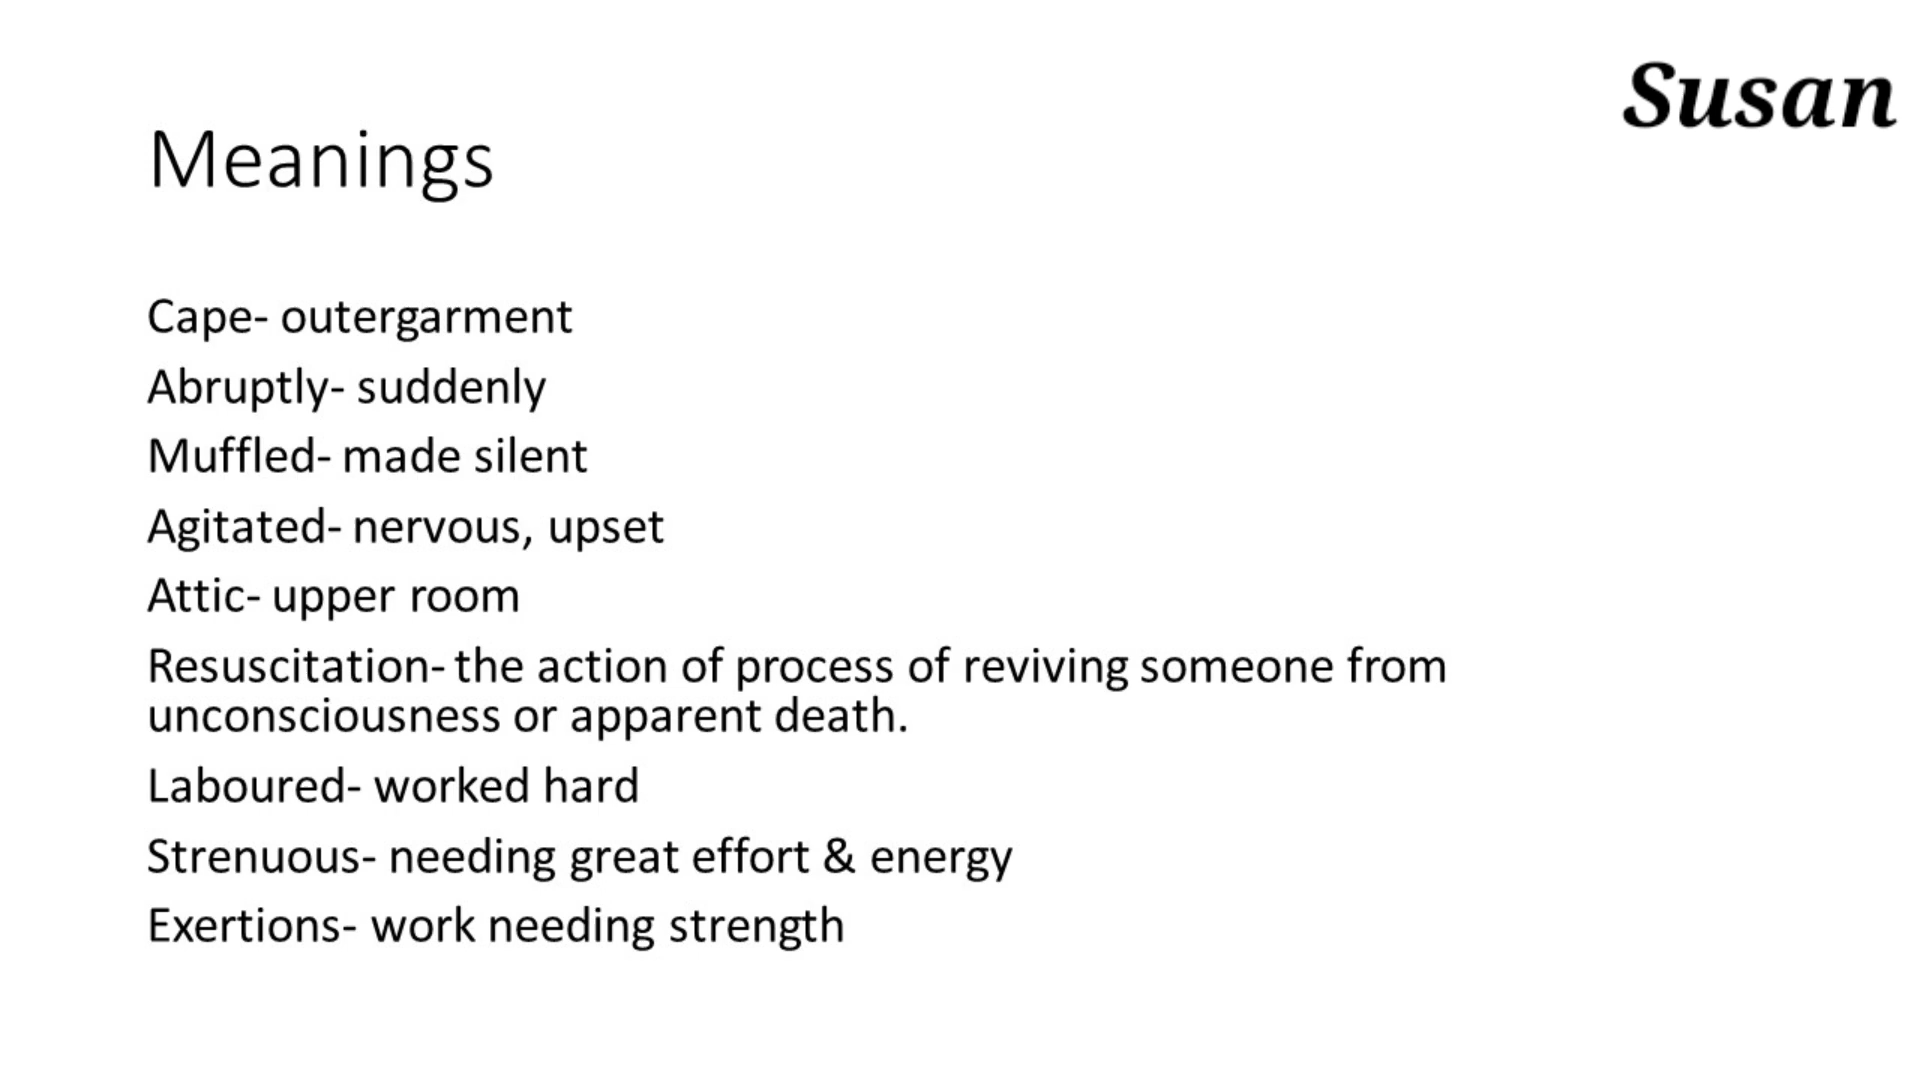 Susan
Meanings
Cape- outergarment
Abruptly- suddenly
Muffled- made silent
Agitated- nervous, upset
Attic- upper room
Resuscitation- the action of process of reviving someone from
unconsciousness or apparent death.
Laboured- worked hard
Strenuous- needing great effort & energy
Exertions- work needing strength